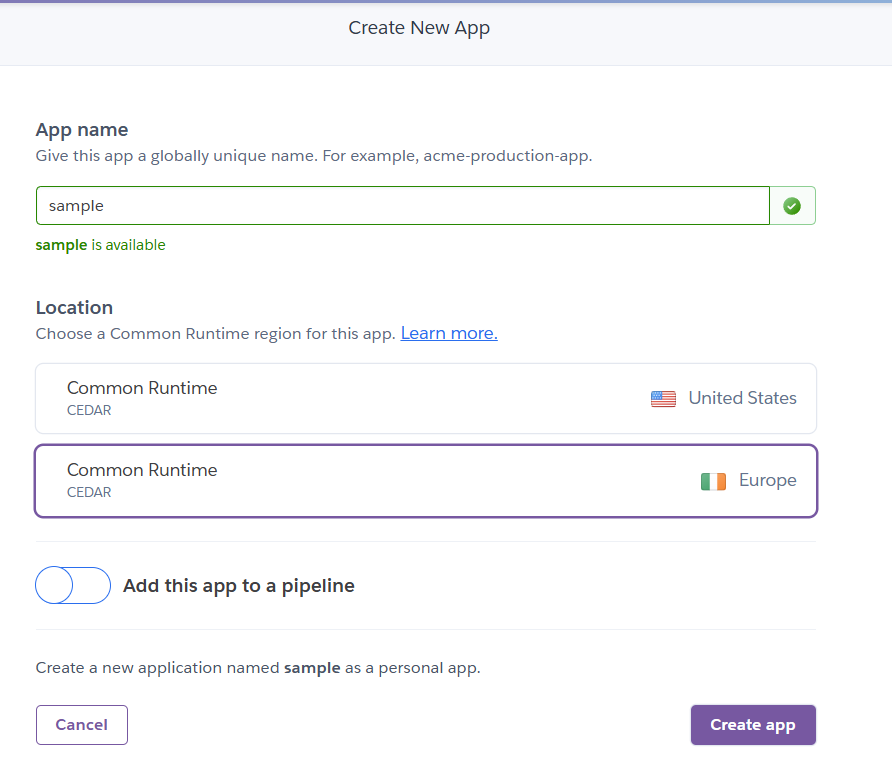 Create New App
App name
Give this app a globally unique name. For example, acme-production-app.
sample
sample is available
Location
Choose a Common Runtime region for this app. Learn more.
Common Runtime
CEDAR
United States
Common Runtime
CEDAR
Europe
Add this app to a pipeline
Create a new application named sample as a personal app.
Cancel
Create app